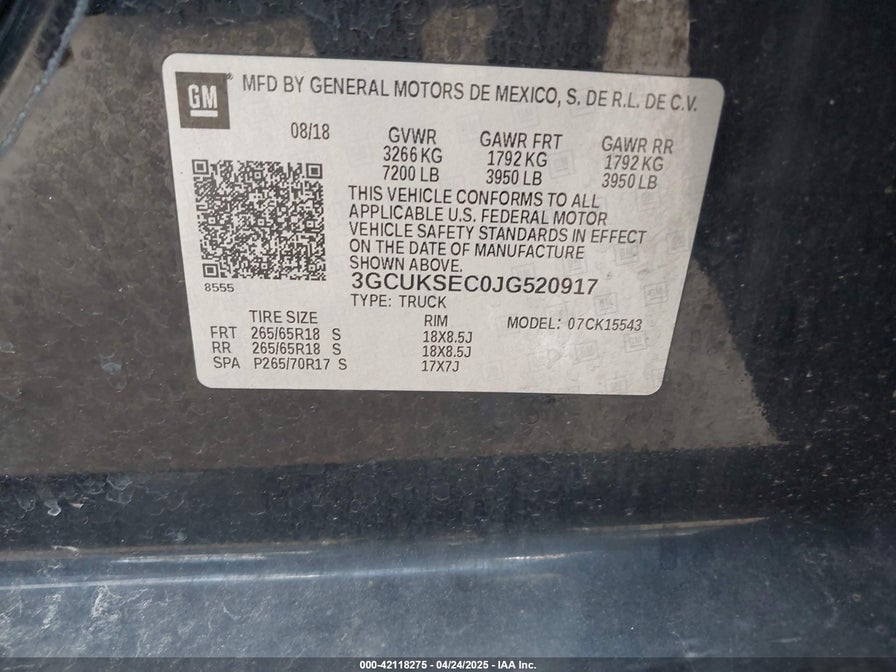 GM
MFD BY GENERAL MOTORS DE MEXICO, S. DE R.L. DE C.V.
08/18
GVWR GAWR FRT GAWR RR
3266 KG 1792 KG 1792 KG
7200 LB 3950 LB 3950 LB
THIS VEHICLE CONFORMS TO ALL
APPLICABLE U.S. FEDERAL MOTOR
VEHICLE SAFETY STANDARDS IN EFFECT
ON THE DATE OF MANUFACTURE
SHOWN ABOVE.
8555
3GCUKSEC0JG520917
TYPE: TRUCK
TIRE SIZE RIM MODEL: 07CK15543
FRT 265/65R18 S 18X8.5J
RR 265/65R18 S 18X8.5J
SPA P265/70R17 S 17X7J
000-42118275 - 04/24/2025 - IAA Inc.